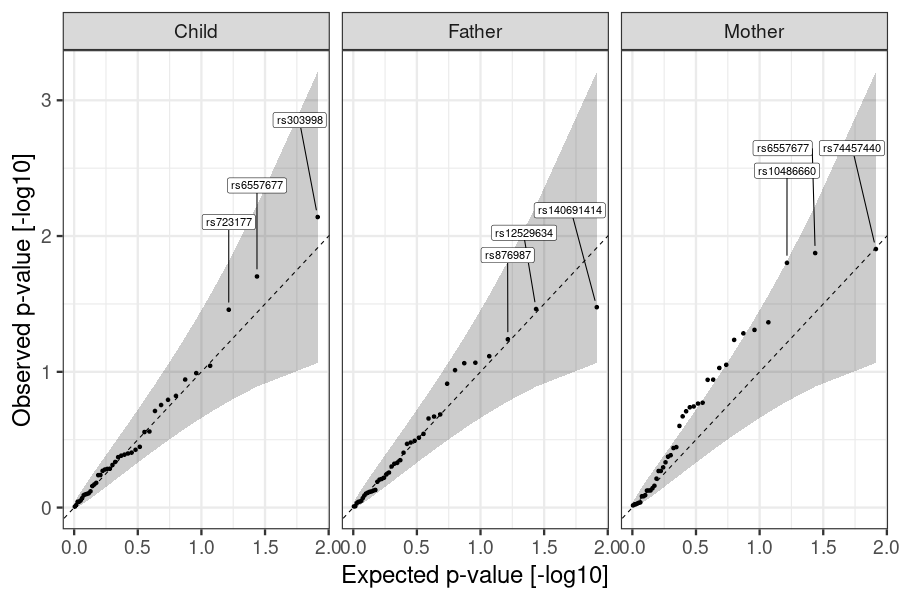 Child Father Mother
Observed p-value [-log10]
3
2
1
0
rs303998
rs6557677
rs723177
rs140691414
rs12529634
rs876987
rs6557677
rs74457440
rs10486660
0.0 0.5 1.0 1.5 2.0 0.0 0.5 1.0 1.5 2.0 0.0 0.5 1.0 1.5 2.0
Expected p-value [-log10]